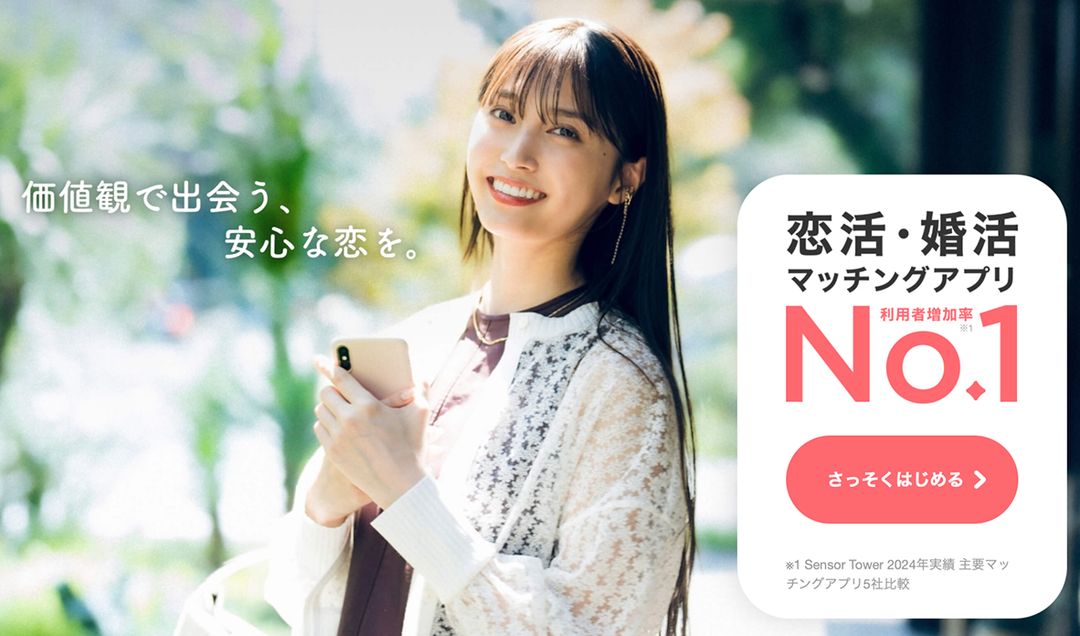 価値観で出会う、
安心な恋を。
恋活・婚活
マッチングアプリ
利用者増加率
※1
No.1
さっそくはじめる
※1 Sensor Tower 2024年実績 主要マッ
チングアプリ5社比較